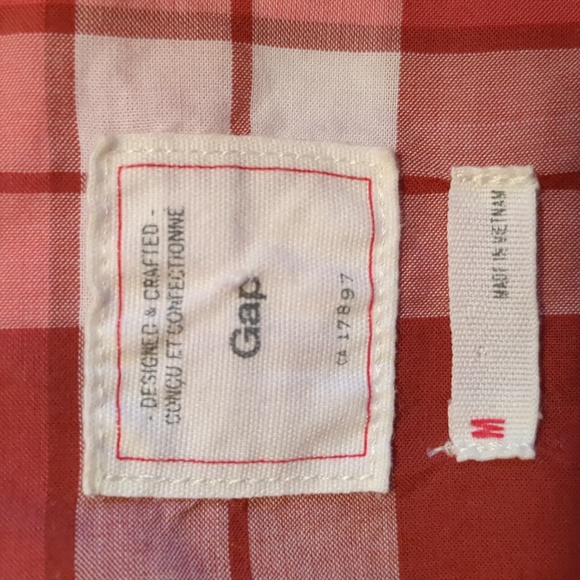 - DESIGNED & CRAFTED -
CONÇU ET CONFECTIONNÉ
Gap
CA 17897
MADE IN VIETNAM
M